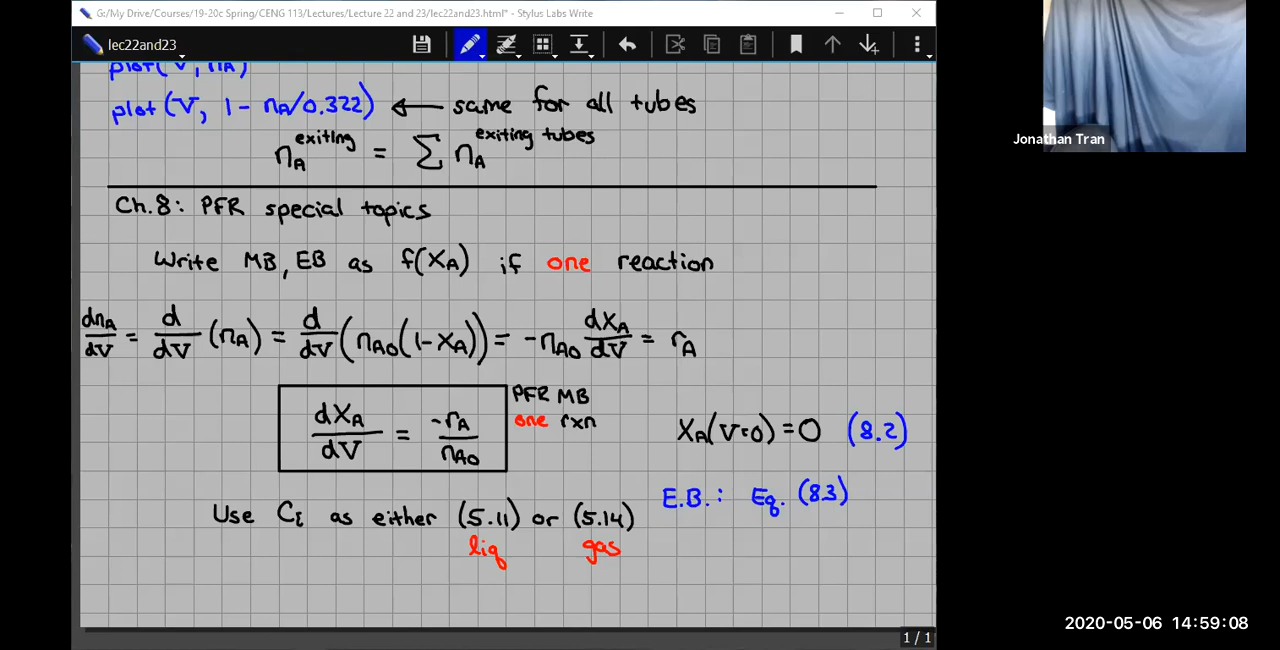 G:/My Drive/Courses/19-20c Spring/CENG 113/Lectures/Lecture 22 and 23/lec22and23.html* - Stylus Labs Write
lec22and23
plot(V, nA)
plot(V, 1 - nA/0.322) ← same for all tubes
nA^exiting = Σ nA^exiting tubes
Ch.8: PFR special topics
Write MB, EB as f(XA) if one reaction
dnA/dV = d/dV (nA) = d/dV (nA0(1-XA)) = -nA0 dXA/dV = rA
dXA/dV = -rA/nA0
PFR MB
one rxn
XA(V=0) = 0 (8.2)
E.B.: Eq. (8.3)
Use Ci as either (5.11) or (5.14)
liq gas
1 / 1
Jonathan Tran
2020-05-06 14:59:08